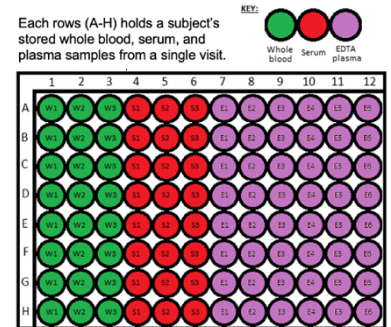 KEY:
Each rows (A-H) holds a subject's
stored whole blood, serum, and
plasma samples from a single visit.
Whole blood
Serum
EDTA plasma
1 2 3 4 5 6 7 8 9 10 11 12
A W1 W2 W3 S1 S2 S3 E1 E2 E3 E4 E5 E6
B W1 W2 W3 S1 S2 S3 E1 E2 E3 E4 E5 E6
C W1 W2 W3 S1 S2 S3 E1 E2 E3 E4 E5 E6
D W1 W2 W3 S1 S2 S3 E1 E2 E3 E4 E5 E6
E W1 W2 W3 S1 S2 S3 E1 E2 E3 E4 E5 E6
F W1 W2 W3 S1 S2 S3 E1 E2 E3 E4 E5 E6
G W1 W2 W3 S1 S2 S3 E1 E2 E3 E4 E5 E6
H W1 W2 W3 S1 S2 S3 E1 E2 E3 E4 E5 E6